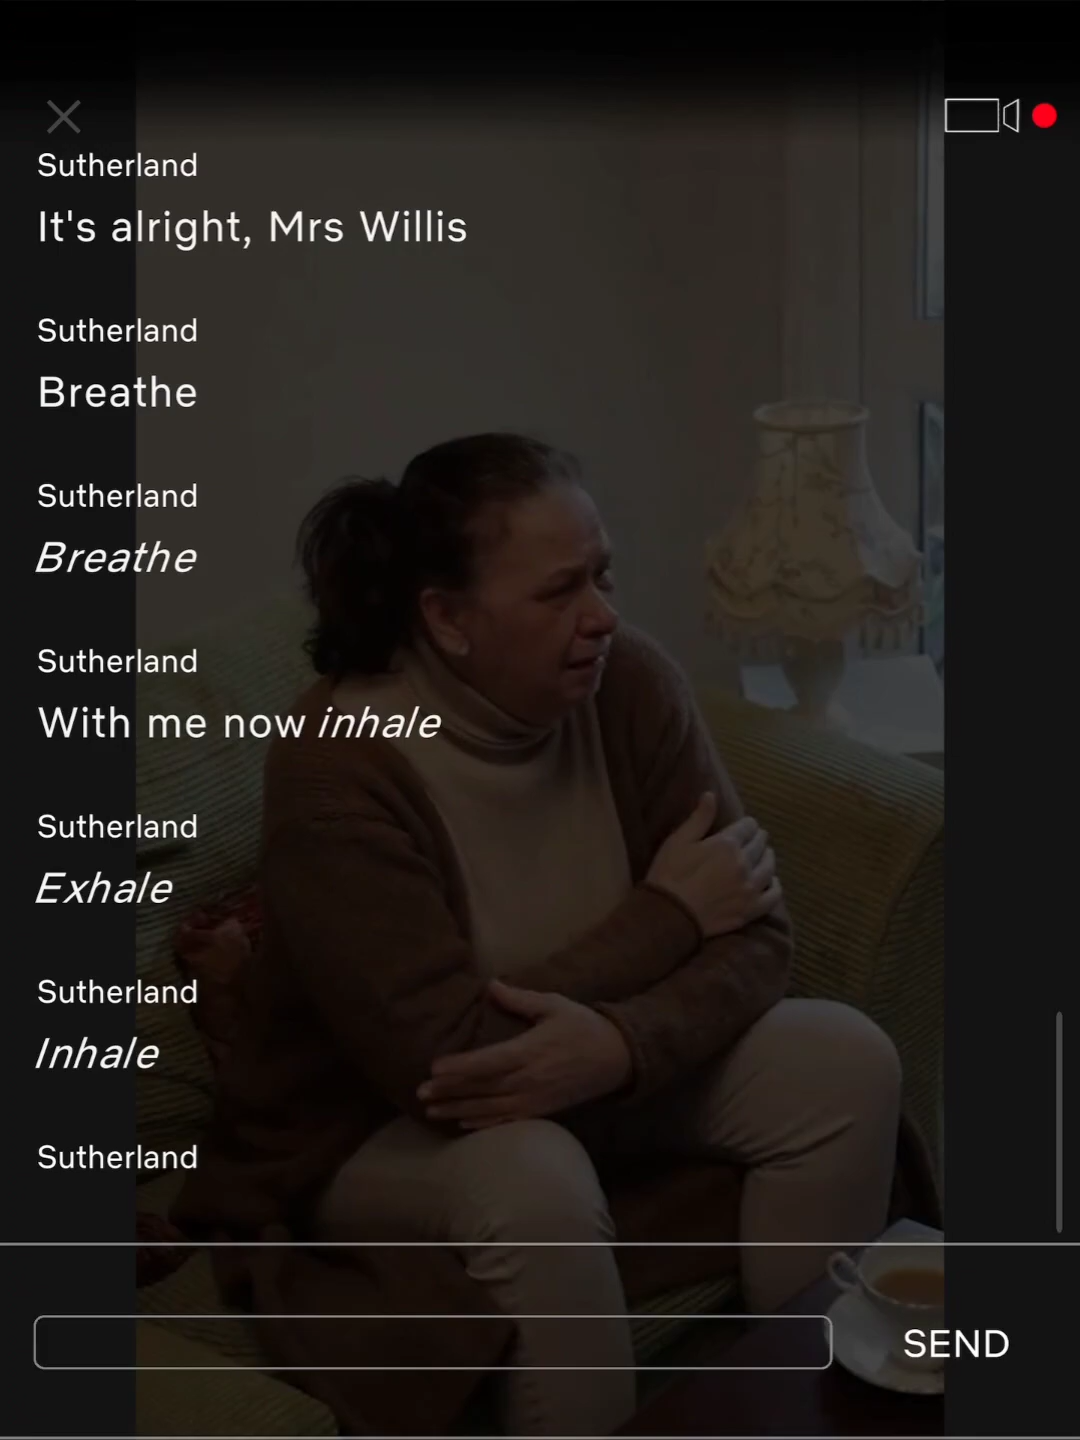 Sutherland
It's alright, Mrs Willis
Sutherland
Breathe
Sutherland
Breathe
Sutherland
With me now inhale
Sutherland
Exhale
Sutherland
Inhale
Sutherland
SEND